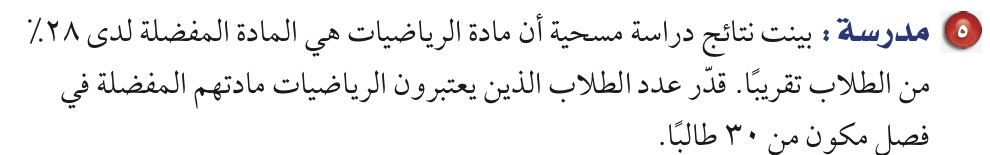 ٥ مدرسة : بينت نتائج دراسة مسحية أن مادة الرياضيات هي المادة المفضلة لدى ٢٨٪
من الطلاب تقريبًا. قدّر عدد الطلاب الذين يعتبرون الرياضيات مادتهم المفضلة في
فصل مكون من ٣٠ طالبًا.